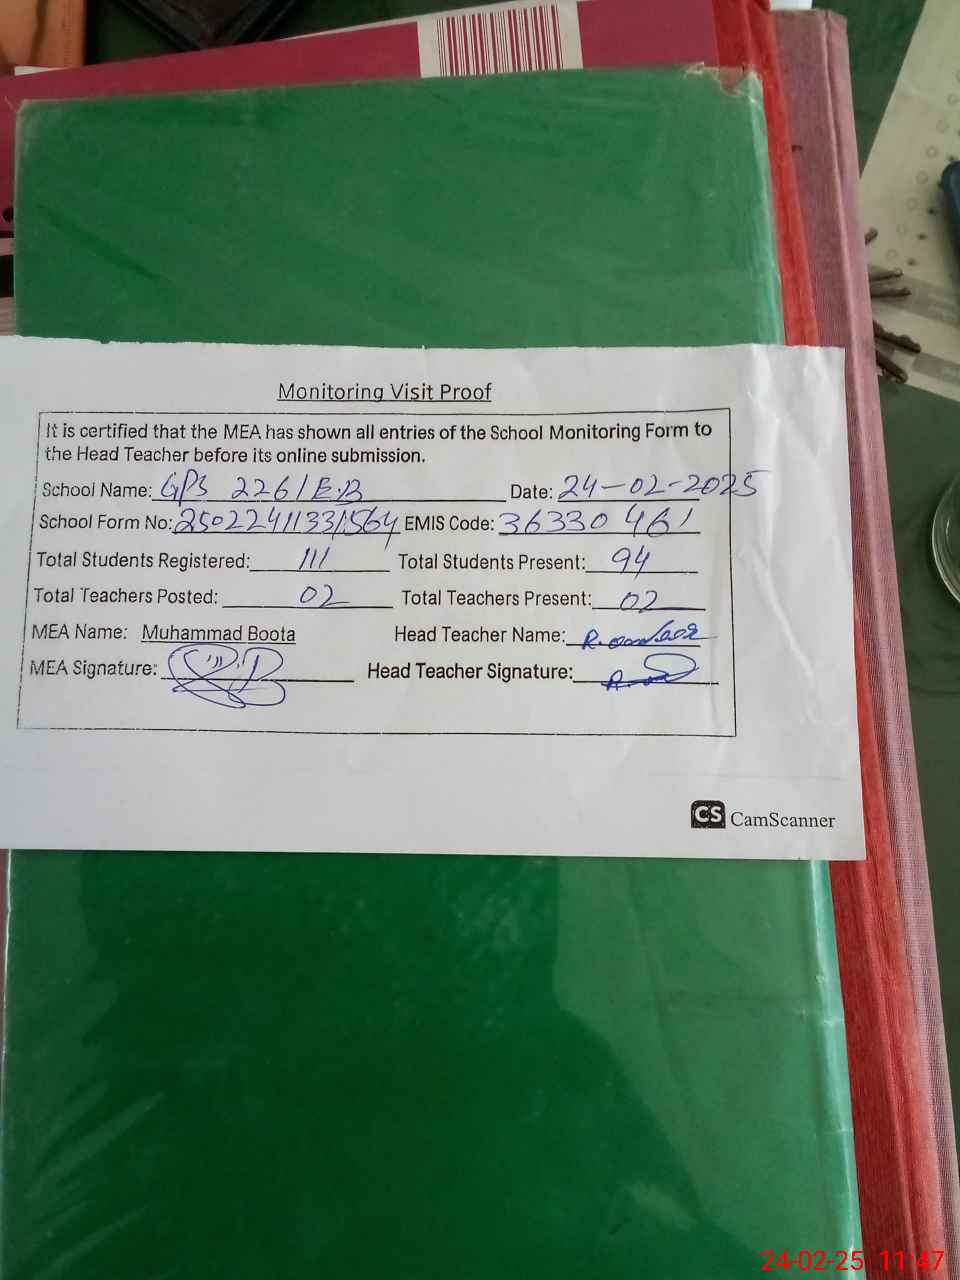 Monitoring Visit Proof
It is certified that the MEA has shown all entries of the School Monitoring Form to
the Head Teacher before its online submission.
School Name: GPS 226/E.B Date: 24-02-2025
School Form No: 25022411331564 EMIS Code: 36330461
Total Students Registered: 111 Total Students Present: 94
Total Teachers Posted: 02 Total Teachers Present: 02
MEA Name: Muhammad Boota Head Teacher Name: R.
MEA Signature: Head Teacher Signature:
CS CamScanner
24-02-25 11:47